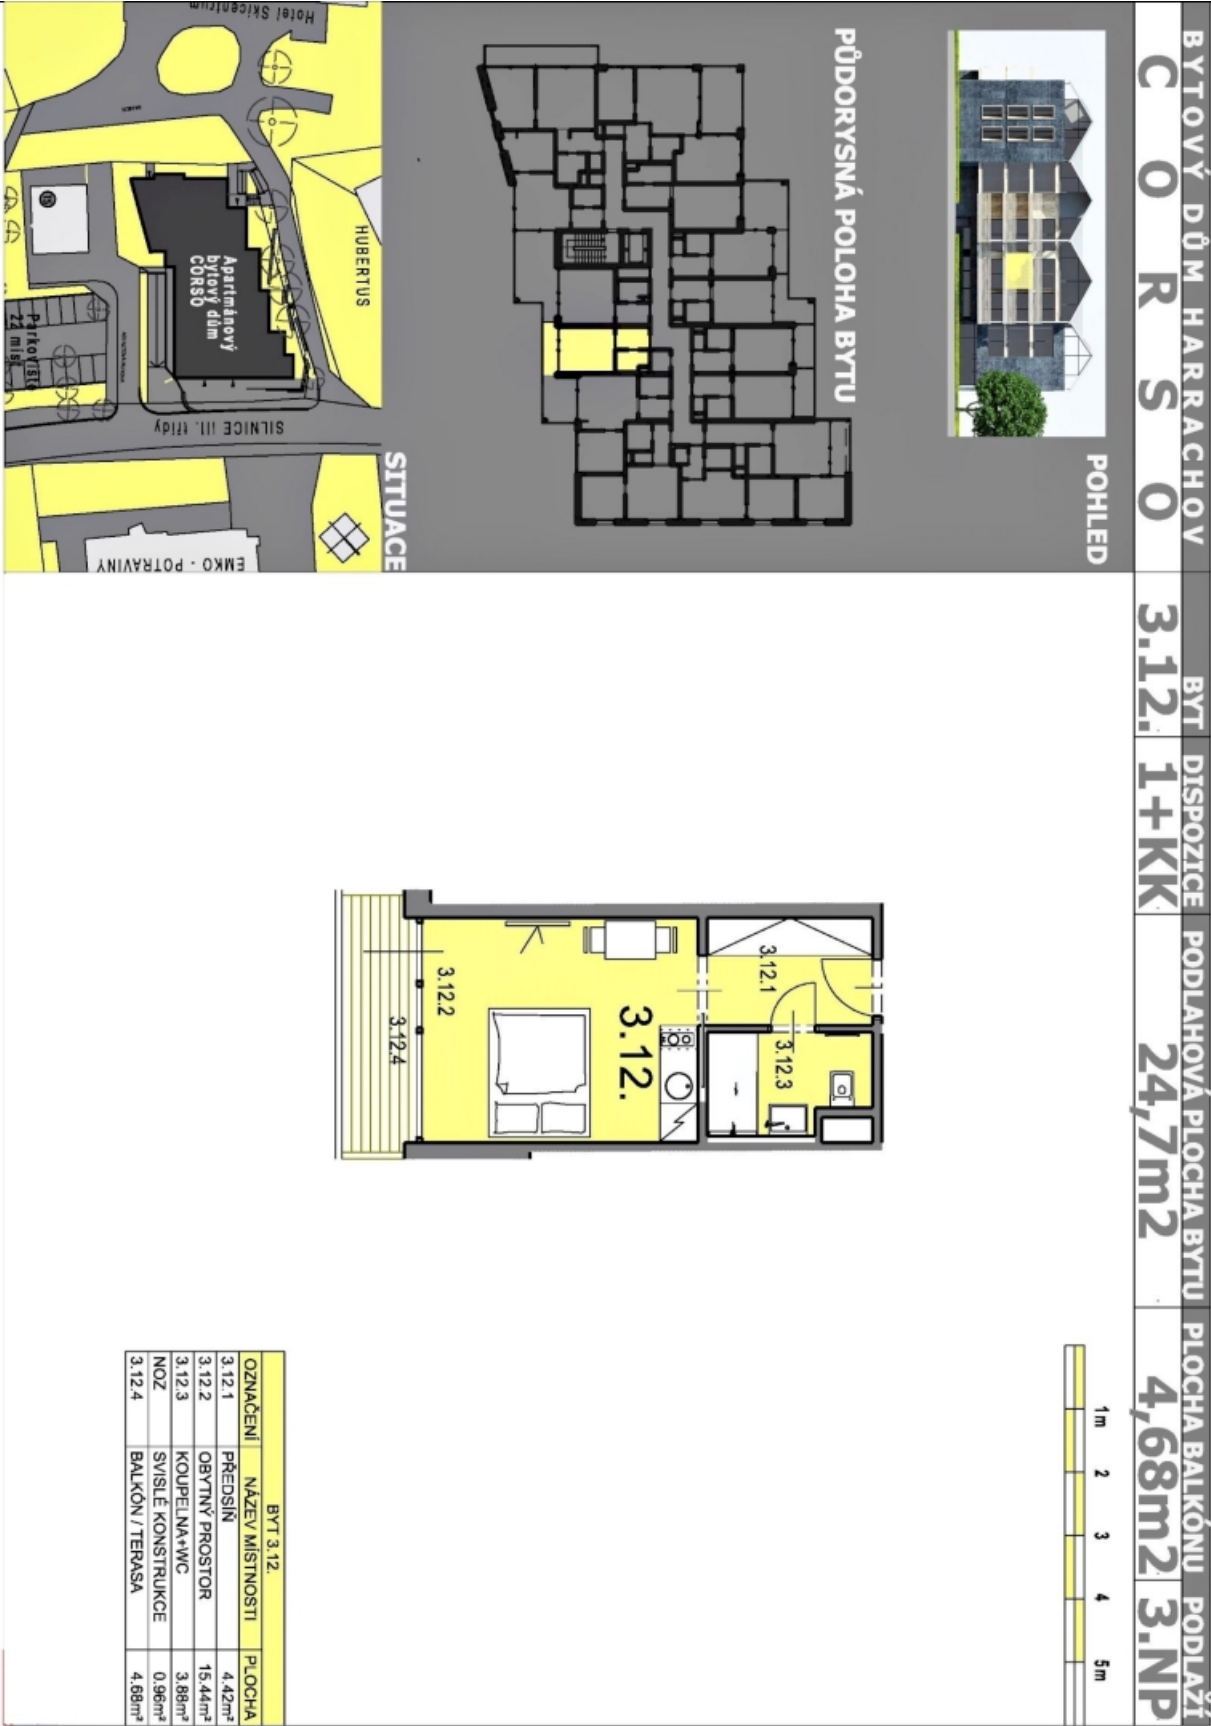 BYTOVÝ DŮM HARRACHOV
CORSO
BYT
3.12.
DISPOZICE
1+KK
PODLAHOVÁ PLOCHA BYTU
24,7m2
PLOCHA BALKÓNU
4,68m2
PODLAŽÍ
3.NP
POHLED
PŮDORYSNÁ POLOHA BYTU
SITUACE
Hotel Skicentrum
HUBERTUS
Apartmánový
bytový dům
CORSO
Parkoviště
22 míst
SILNICE III. třídy
EMKO - POTRAVINY
1m 2 3 4 5m
3.12.1
3.12.3
3.12.
3.12.2
3.12.4
BYT 3.12.
OZNAČENÍ NÁZEV MÍSTNOSTI PLOCHA
3.12.1 PŘEDSÍŇ 4.42m²
3.12.2 OBYTNÝ PROSTOR 15.44m²
3.12.3 KOUPELNA+WC 3.88m²
NOZ SVISLÉ KONSTRUKCE 0.96m²
3.12.4 BALKÓN / TERASA 4.68m²